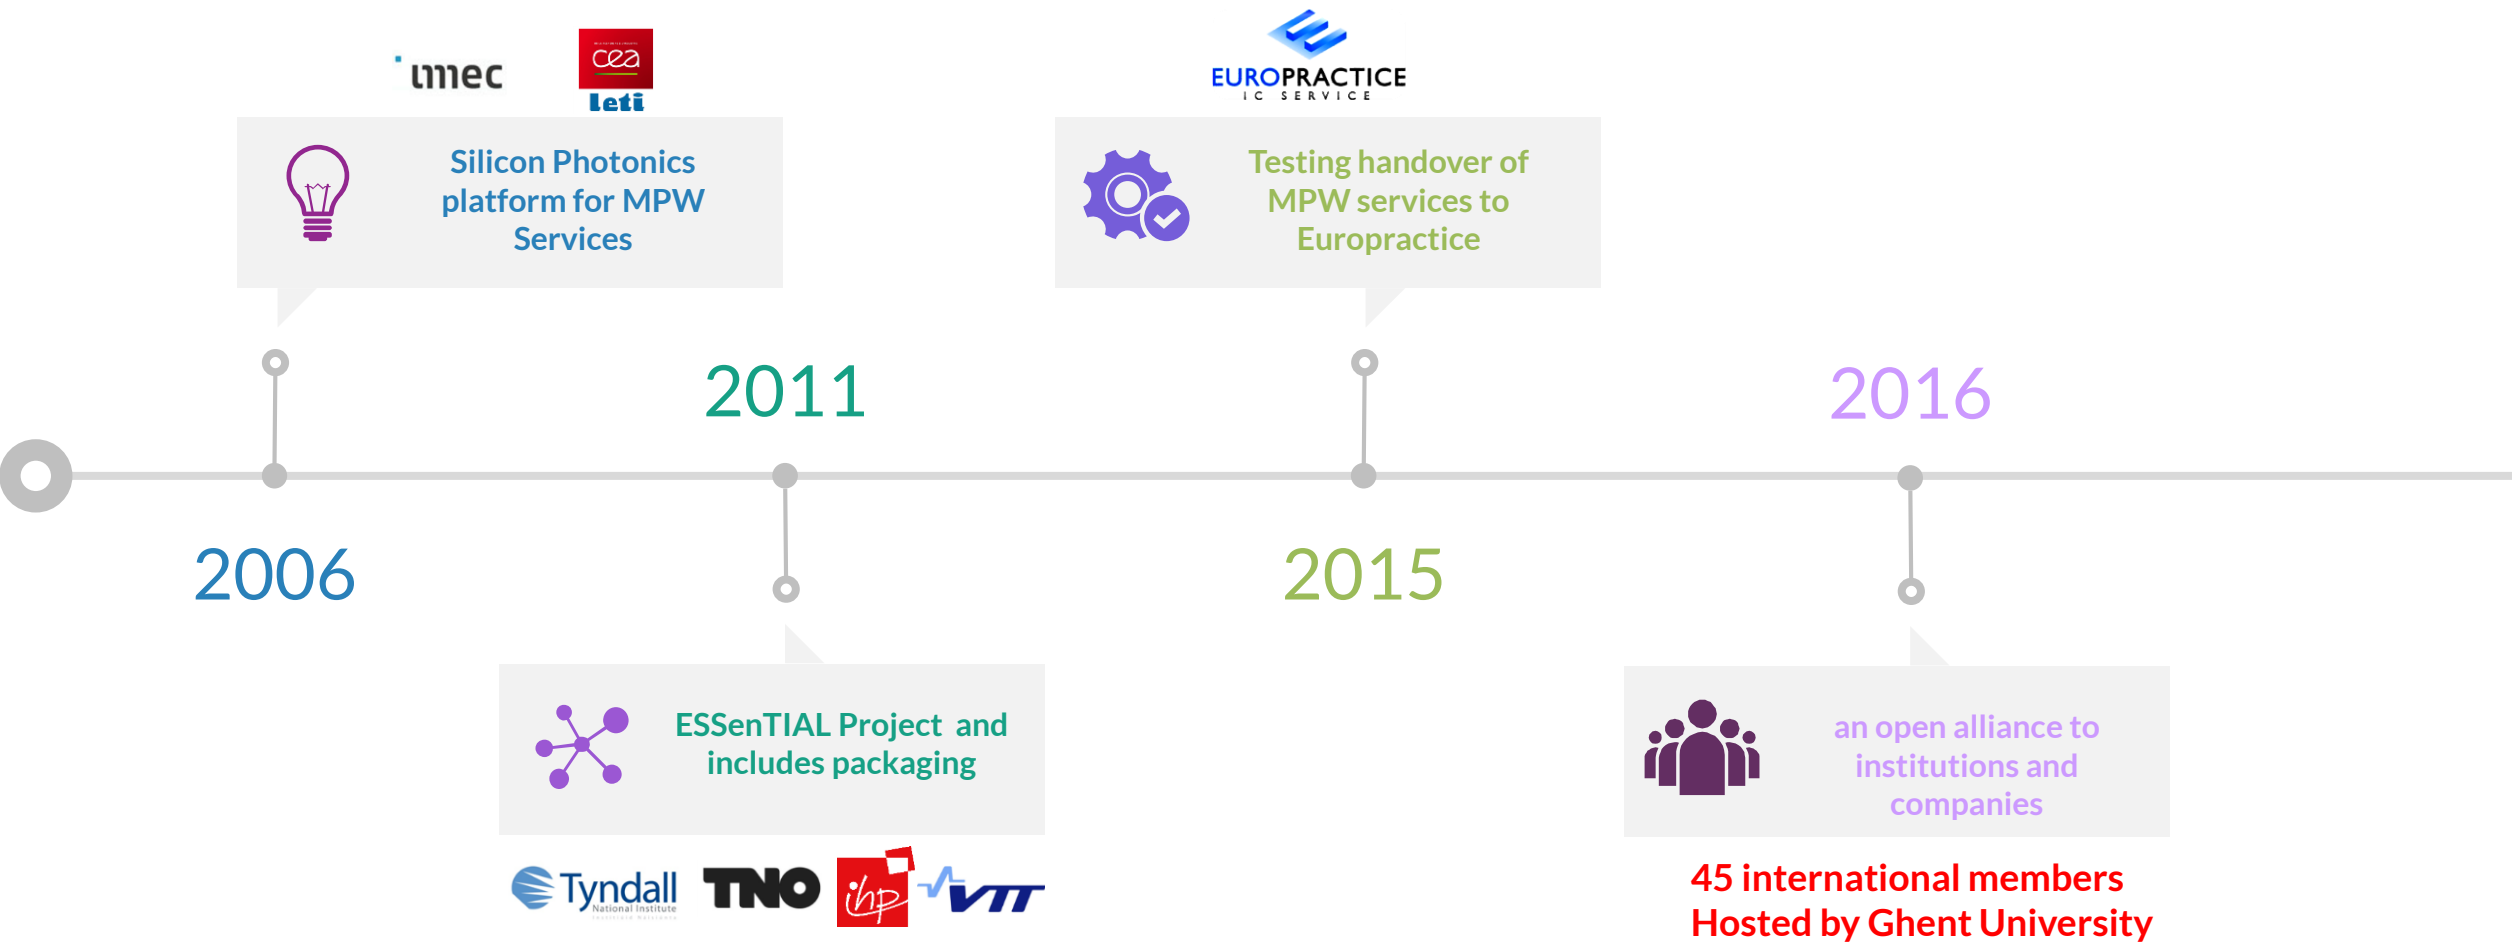 imec
cea
leti
EUROPRACTICE
IC SERVICE
Silicon Photonics
platform for MPW
Services
Testing handover of
MPW services to
Europractice
2011
2016
2006
2015
ESSenTIAL Project and
includes packaging
an open alliance to
institutions and
companies
Tyndall
National Institute
TNO
ihp
VTT
45 international members
Hosted by Ghent University